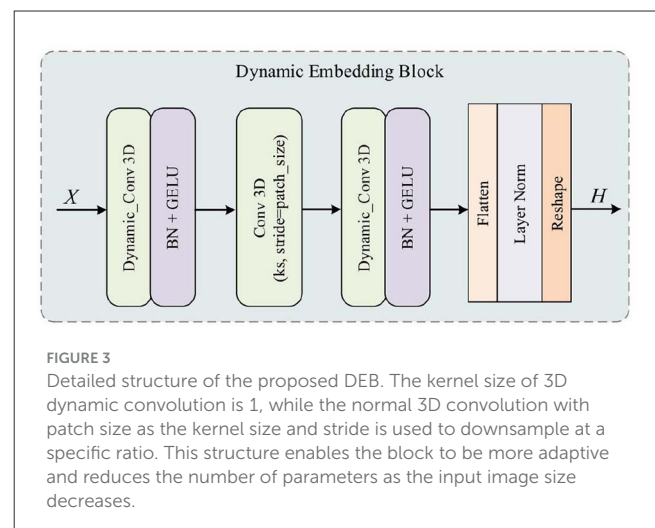 Dynamic Embedding Block
X
Dynamic_Conv 3D
BN + GELU
Conv 3D
(ks, stride=patch_size)
Dynamic_Conv 3D
BN + GELU
Flatten
Layer Norm
Reshape
H
FIGURE 3
Detailed structure of the proposed DEB. The kernel size of 3D
dynamic convolution is 1, while the normal 3D convolution with
patch size as the kernel size and stride is used to downsample at a
specific ratio. This structure enables the block to be more adaptive
and reduces the number of parameters as the input image size
decreases.